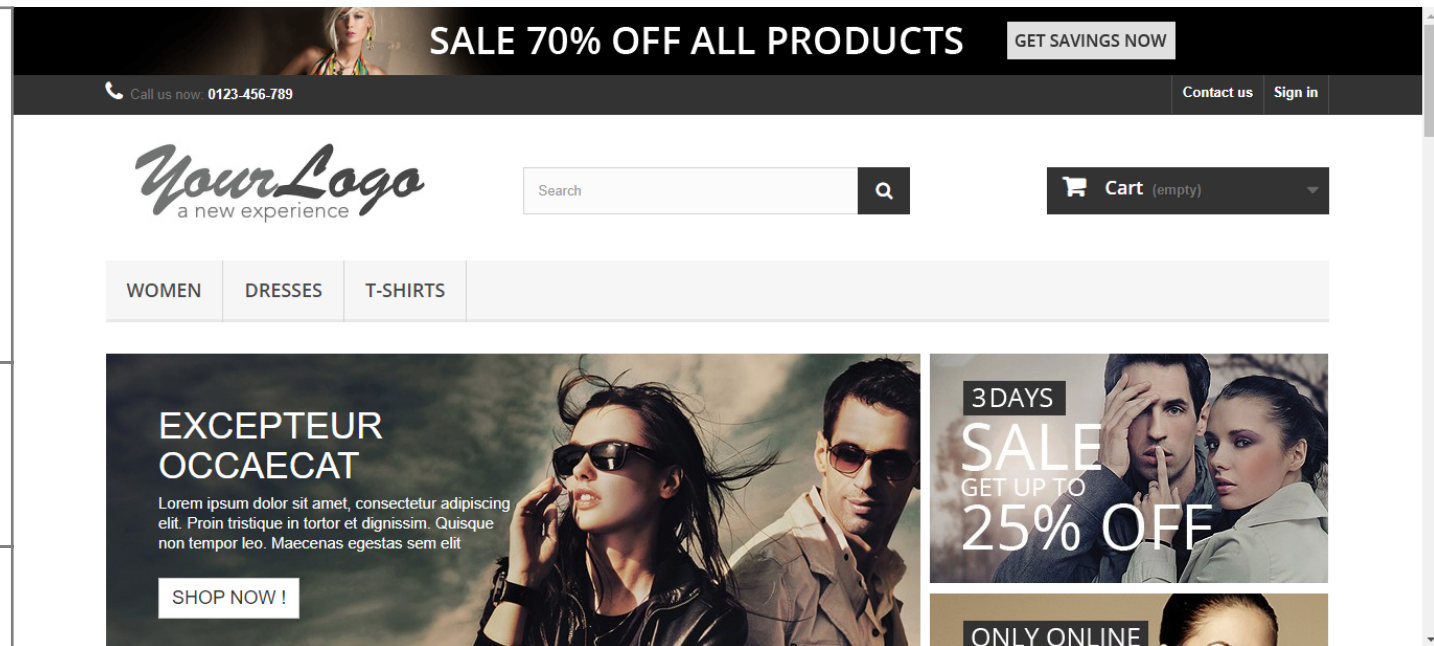 SALE 70% OFF ALL PRODUCTS
GET SAVINGS NOW
Call us now: 0123-456-789
Contact us
Sign in
YourLogo
a new experience
Search
Cart (empty)
WOMEN
DRESSES
T-SHIRTS
EXCEPTEUR
OCCAECAT
Lorem ipsum dolor sit amet, consectetur adipiscing
elit. Proin tristique in tortor et dignissim. Quisque
non tempor leo. Maecenas egestas sem elit
SHOP NOW !
3 DAYS
SALE
GET UP TO
25% OFF
ONLY ONLINE